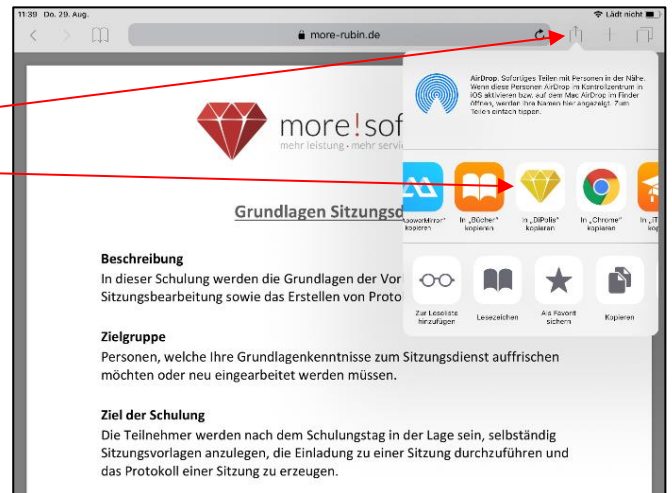 11:39 Do. 29. Aug.
Lädt nicht
more-rubin.de
AirDrop. Sofortiges Teilen mit Personen in der Nähe.
Wenn diese Personen AirDrop im Kontrollzentrum in
iOS aktivieren bzw. auf dem Mac AirDrop im Finder
öffnen, werden ihre Namen hier angezeigt. Zum
Teilen einfach tippen.
more!sof
mehr leistung • mehr servi
kopieren
In „Bücher“
kopieren
In „DiPolis“
kopieren
In „Chrome“
kopieren
In „iT
kop
Grundlagen Sitzungsd
Beschreibung
In dieser Schulung werden die Grundlagen der Vor
Sitzungsbearbeitung sowie das Erstellen von Proto
Zur Leseliste
hinzufügen
Lesezeichen
Als Favorit
sichern
Kopieren
Zielgruppe
Personen, welche Ihre Grundlagenkenntnisse zum Sitzungsdienst auffrischen
möchten oder neu eingearbeitet werden müssen.
Ziel der Schulung
Die Teilnehmer werden nach dem Schulungstag in der Lage sein, selbständig
Sitzungsvorlagen anzulegen, die Einladung zu einer Sitzung durchzuführen und
das Protokoll einer Sitzung zu erzeugen.